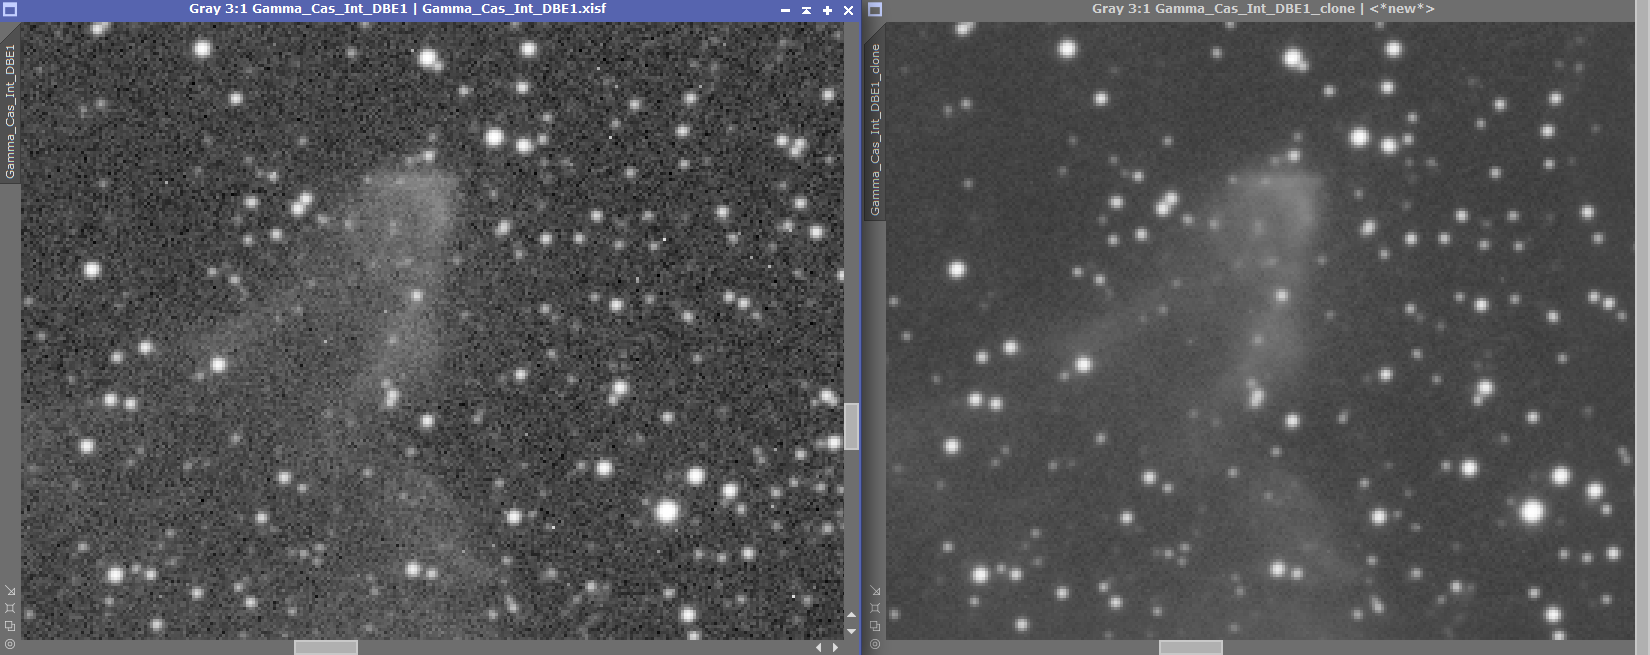 Gray 3:1 Gamma_Cas_Int_DBE1 | Gamma_Cas_Int_DBE1.xisf
Gamma_Cas_Int_DBE1
Gray 3:1 Gamma_Cas_Int_DBE1_clone | <*new*>
Gamma_Cas_Int_DBE1_clone